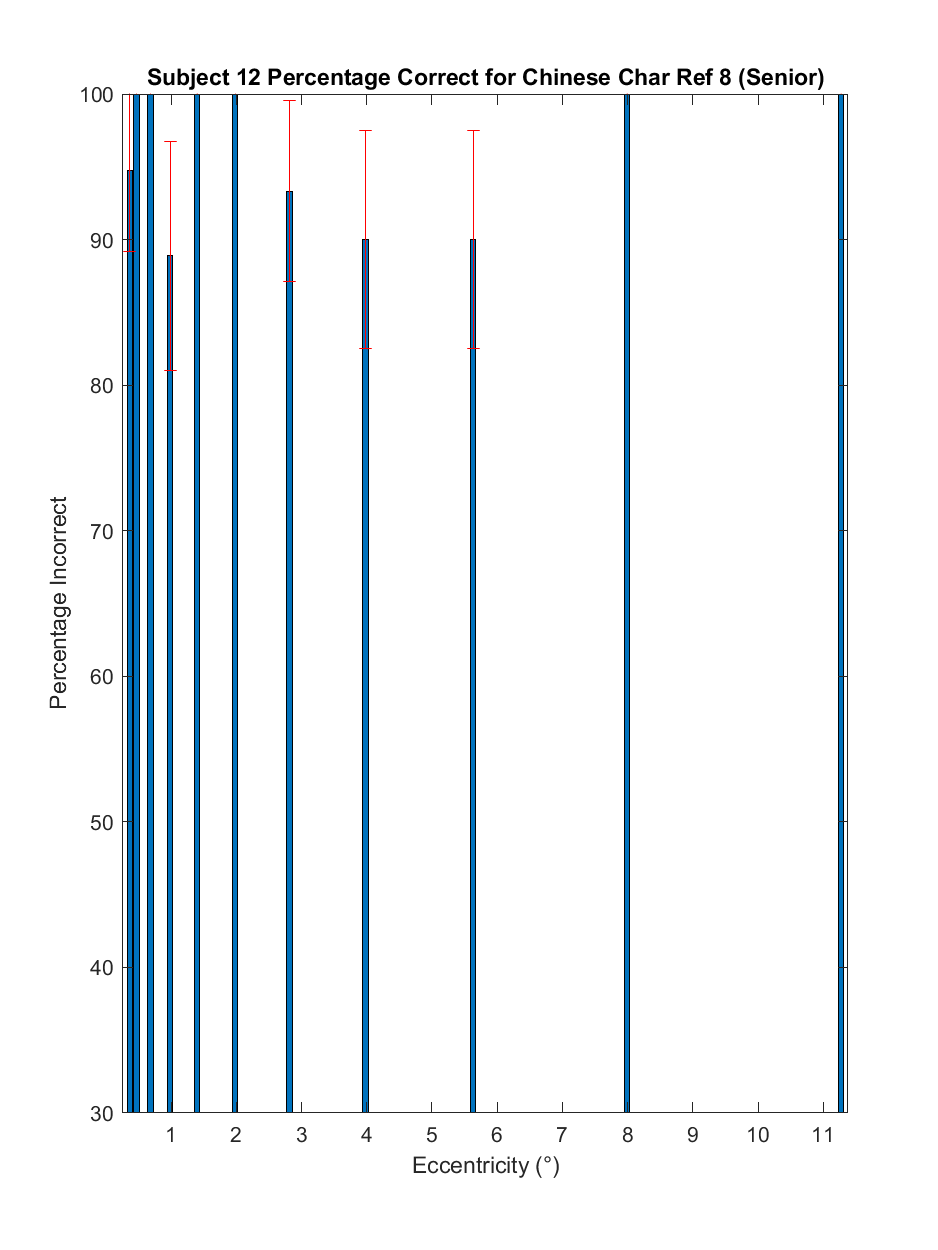 Subject 12 Percentage Correct for Chinese Char Ref 8 (Senior)
100
90
80
70
60
50
40
30
Percentage Incorrect
1 2 3 4 5 6 7 8 9 10 11
Eccentricity (°)